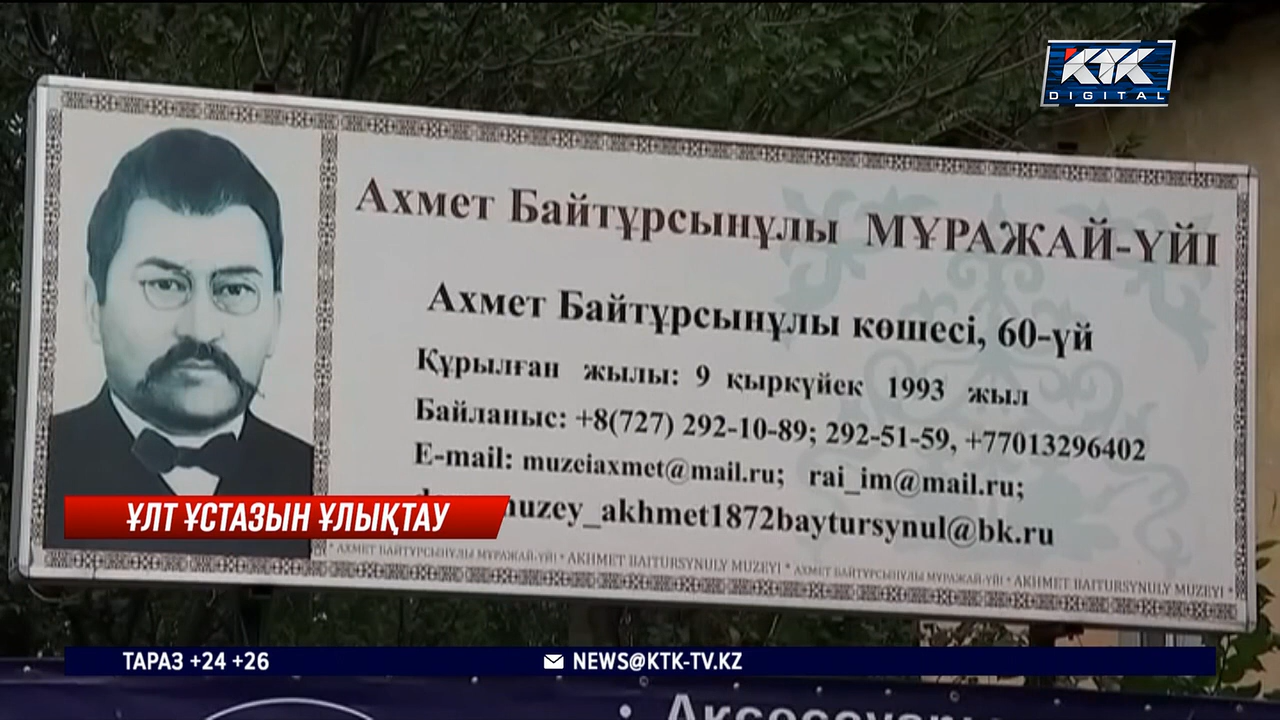 КТК
DIGITAL
Ахмет Байтұрсынұлы МҰРАЖАЙ-ҮЙІ
Ахмет Байтұрсынұлы көшесі, 60-үй
Құрылған жылы: 9 қыркүйек 1993 жыл
Байланыс: +8(727) 292-10-89; 292-51-59, +77013296402
E-mail: muzeiaxmet@mail.ru; rai_im@mail.ru;
muzey_akhmet1872baytursynul@bk.ru
ҰЛТ ҰСТАЗЫН ҰЛЫҚТАУ
* АХМЕТ БАЙТҰРСЫНҰЛЫ МҰРАЖАЙ-ҮЙІ * AKHMET BAITURSYNULY MUZEYI * АХМЕТ БАЙТҰРСЫНҰЛЫ МҰРАЖАЙ-ҮЙІ * AKHMET BAITURSYNULY MUZEYI *
ТАРАЗ +24 +26 NEWS@KTK-TV.KZ